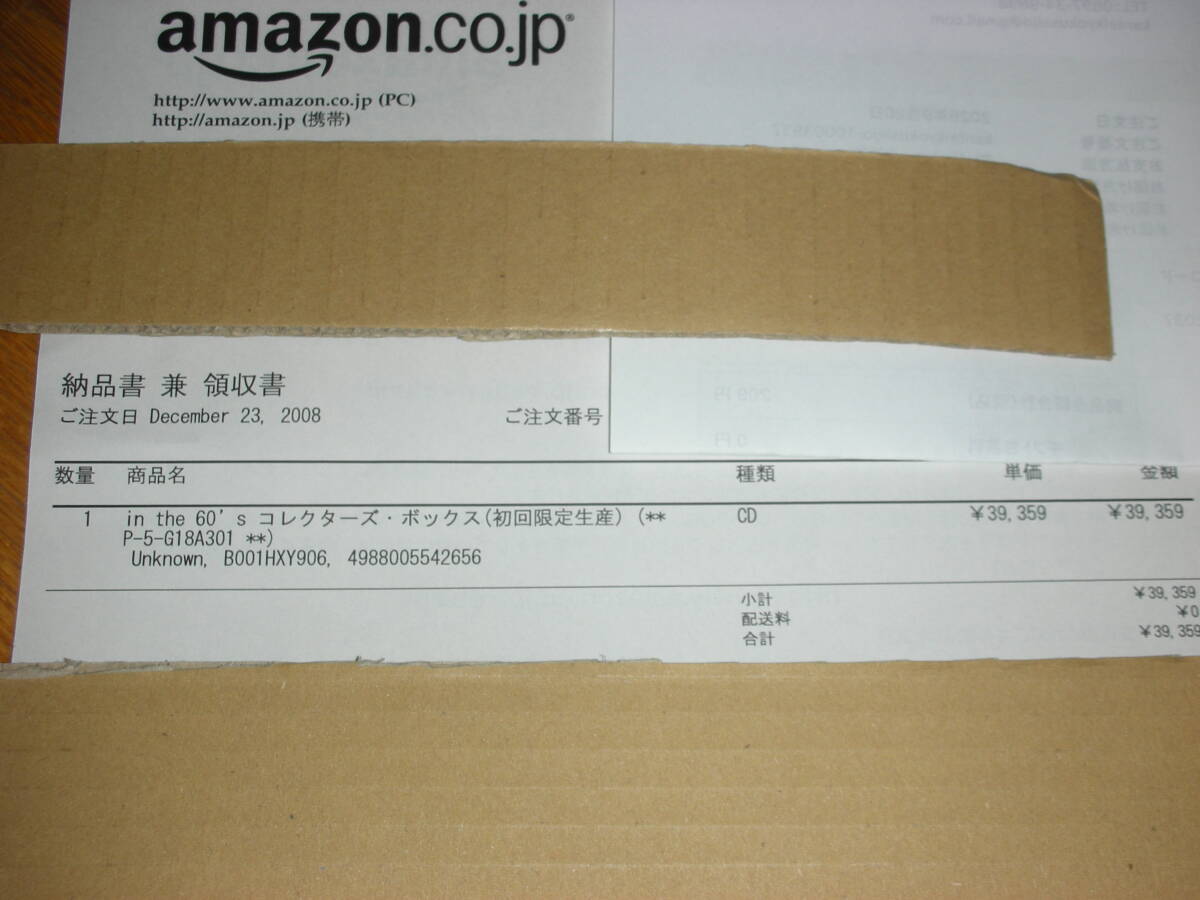 amazon.co.jp®
http://www.amazon.co.jp (PC)
http://amazon.jp (携帯)
納品書 兼 領収書
ご注文日 December 23, 2008 ご注文番号
数量 商品名 種類 単価 金額
1 in the 60's コレクターズ・ボックス(初回限定生産) (** CD ¥39,359 ¥39,359
P-5-G18A301 **)
Unknown, B001HXY906, 4988005542656
小計 ¥39,359
配送料 ¥0
合計 ¥39,359